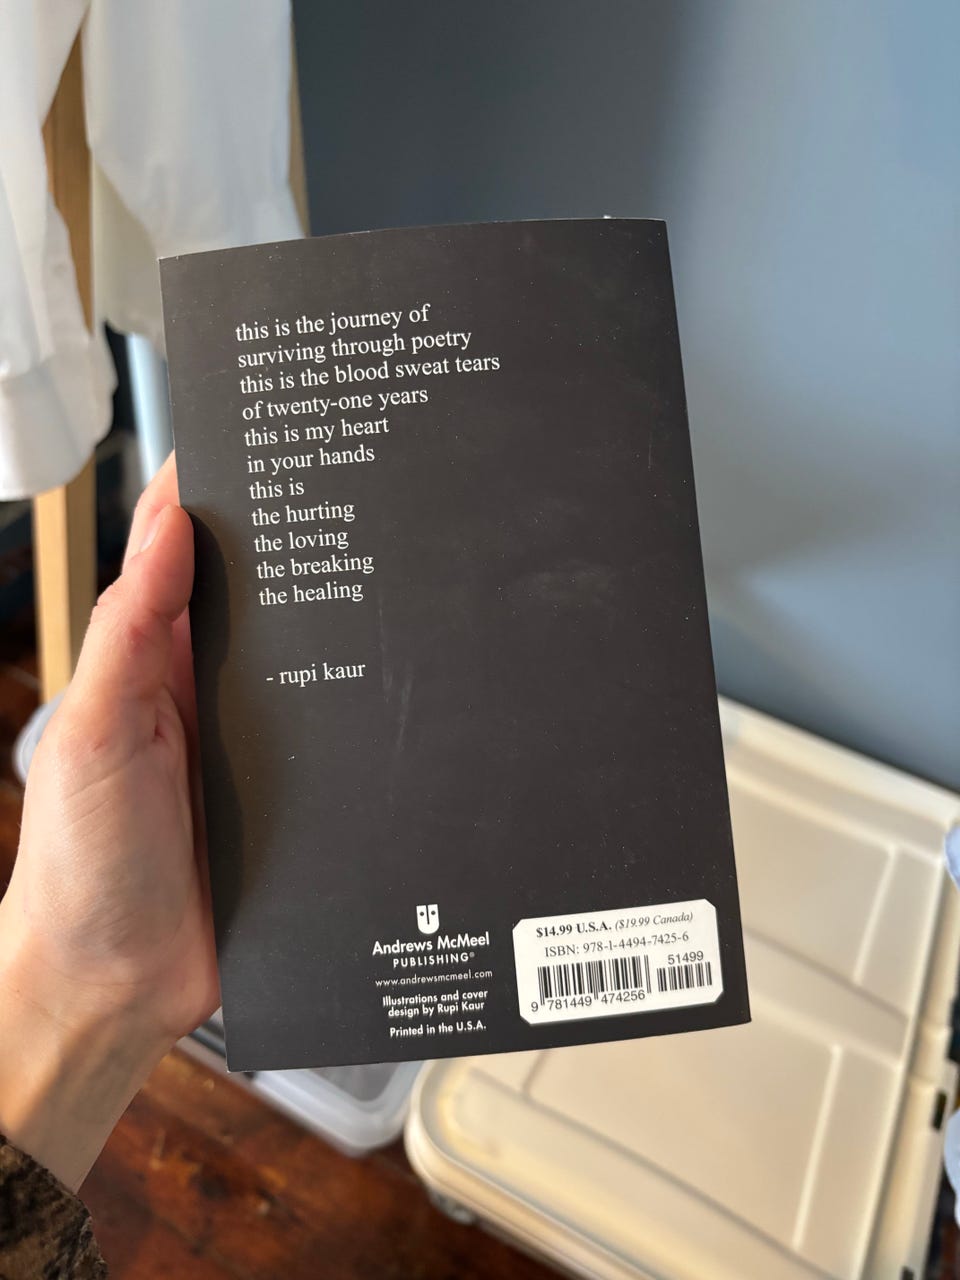 this is the journey of
surviving through poetry
this is the blood sweat tears
of twenty-one years
this is my heart
in your hands
this is
the hurting
the loving
the breaking
the healing
- rupi kaur
Andrews McMeel
PUBLISHING®
www.andrewsmcmeel.com
Illustrations and cover
design by Rupi Kaur
Printed in the U.S.A.
$14.99 U.S.A. ($19.99 Canada)
ISBN: 978-1-4494-7425-6
51499
9 781449 474256